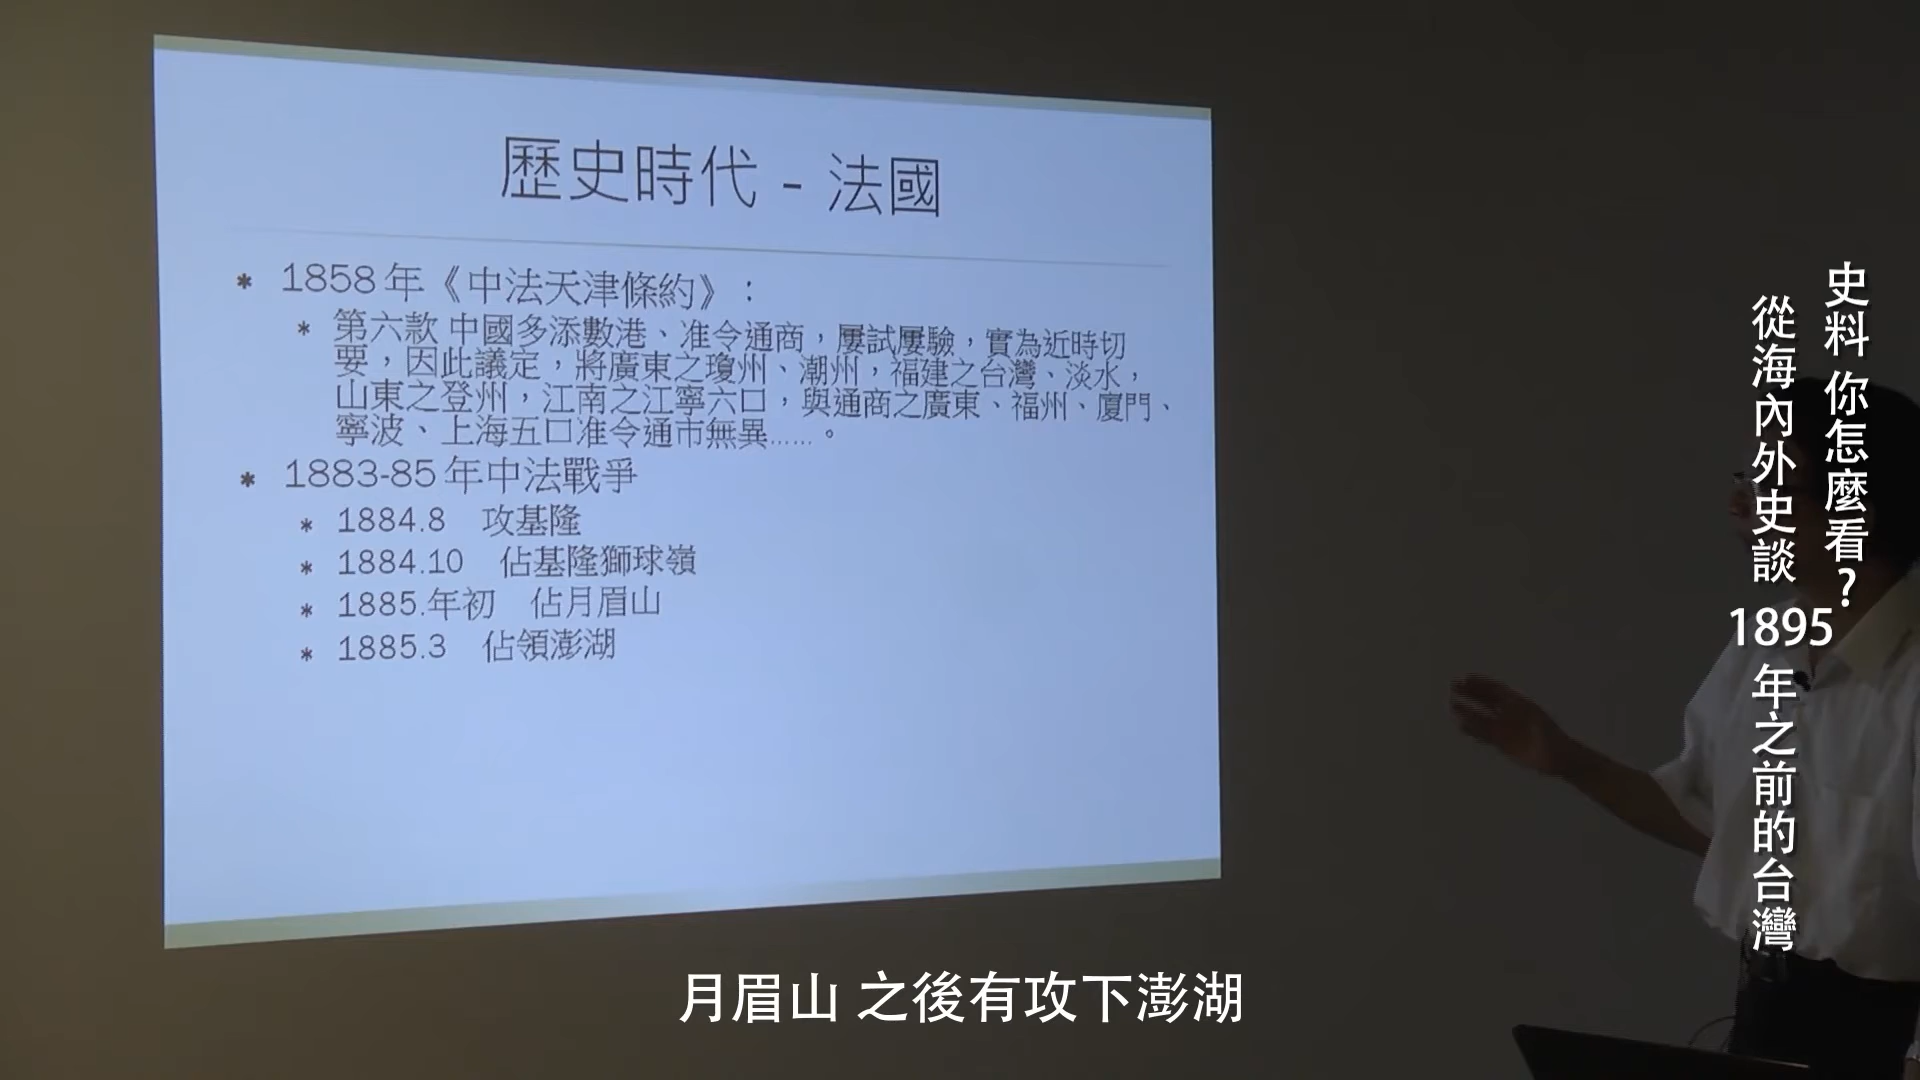 歷史時代 - 法國
* 1858年《中法天津條約》：
* 第六款 中國多添數港、准令通商，屢試屢驗，實為近時切
要，因此議定，將廣東之瓊州、潮州，福建之台灣、淡水，
山東之登州，江南之江寧六口，與通商之廣東、福州、廈門、
寧波、上海五口准令通市無異……。
* 1883-85年中法戰爭
* 1884.8 攻基隆
* 1884.10 佔基隆獅球嶺
* 1885.年初 佔月眉山
* 1885.3 佔領澎湖
史料 你怎麼看?
從海內外史談 1895 年之前的台灣
月眉山 之後有攻下澎湖